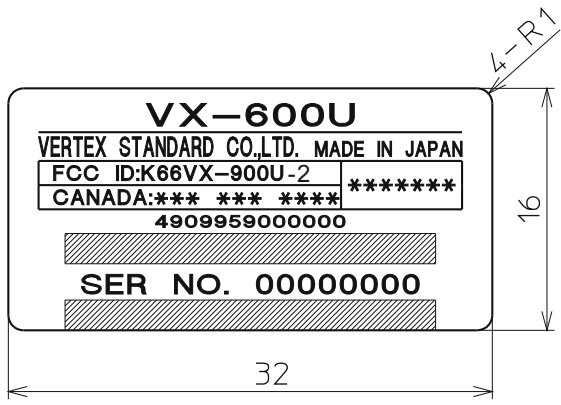 4-R1
VX-600U
VERTEX STANDARD CO.,LTD. MADE IN JAPAN
FCC ID:K66VX-900U-2
*******
CANADA:*** *** ****
4909959000000
SER NO. 00000000
16
32